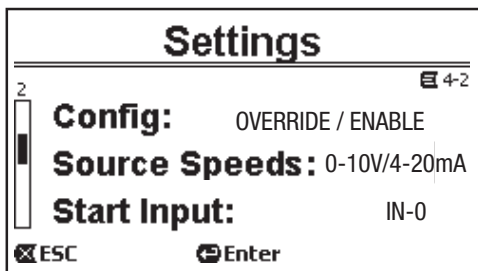 Settings
4-2
2
Config: OVERRIDE / ENABLE
Source Speeds: 0-10V/4-20mA
Start Input: IN-0
ESC Enter